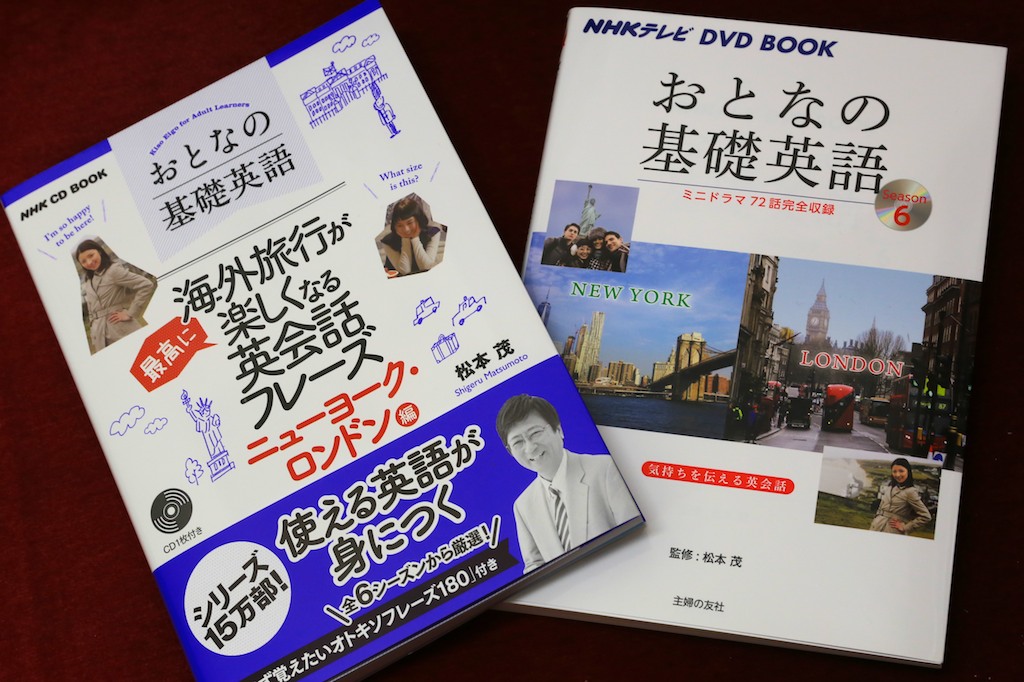 NHK CD BOOK
Kiso Eigo for Adult Learners
おとなの
基礎英語
I'm so happy
to be here!
What size
is this?
海外旅行が
最高に
楽しくなる
英会話
フレーズ
ニューヨーク・
ロンドン編
松本 茂
Shigeru Matsumoto
CD1枚付き
使える英語が
身につく
シリーズ
15万部!
全6シーズンから厳選!
ず覚えたいオトキソフレーズ180」付き
NHKテレビ DVD BOOK
おとなの
基礎英語
Season
6
ミニドラマ 72話完全収録
NEW YORK
LONDON
気持ちを伝える英会話
監修:松本 茂
主婦の友社